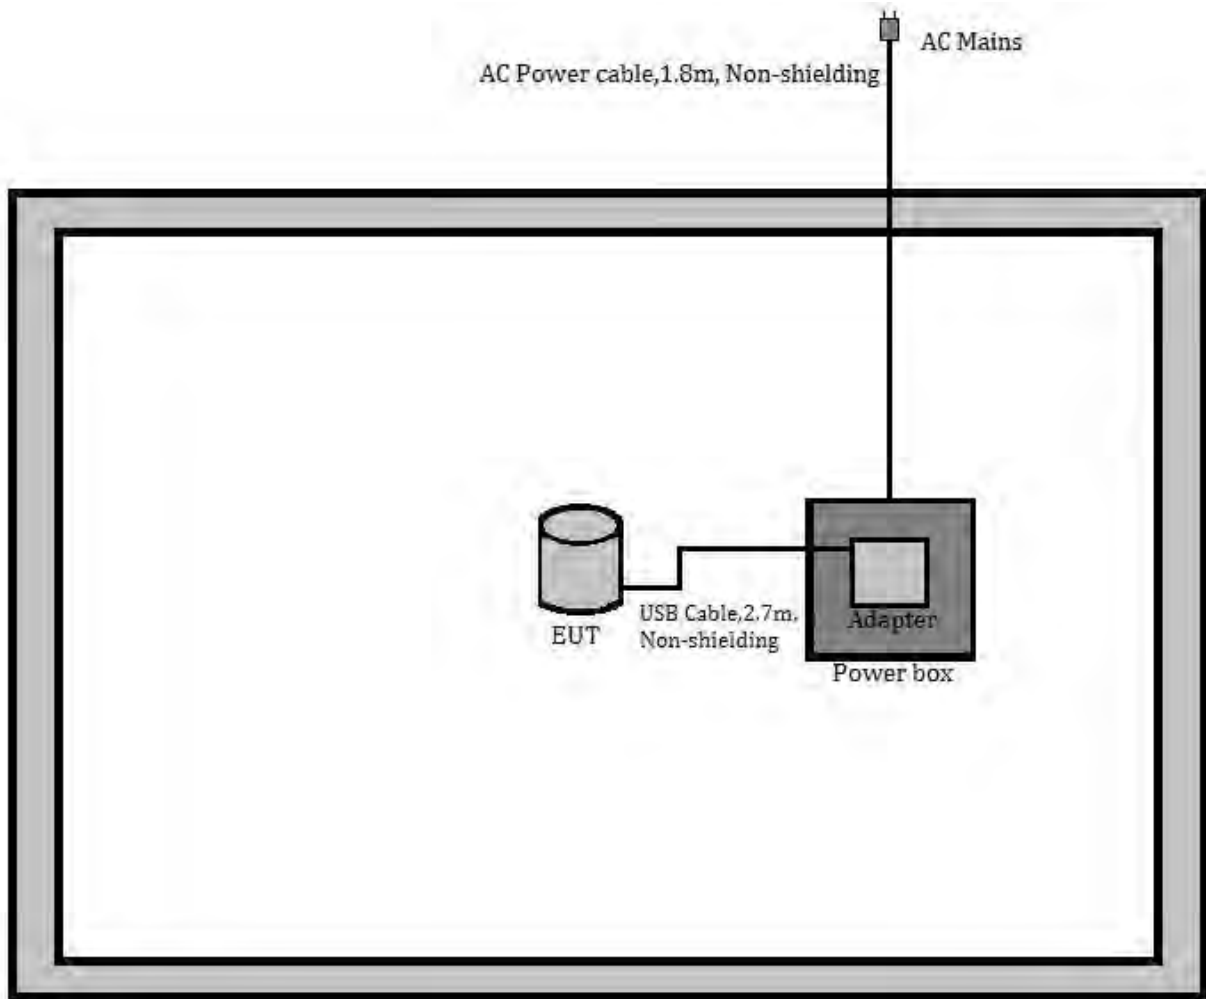 AC Mains
AC Power cable,1.8m, Non-shielding
EUT
USB Cable,2.7m,
Non-shielding
Adapter
Power box